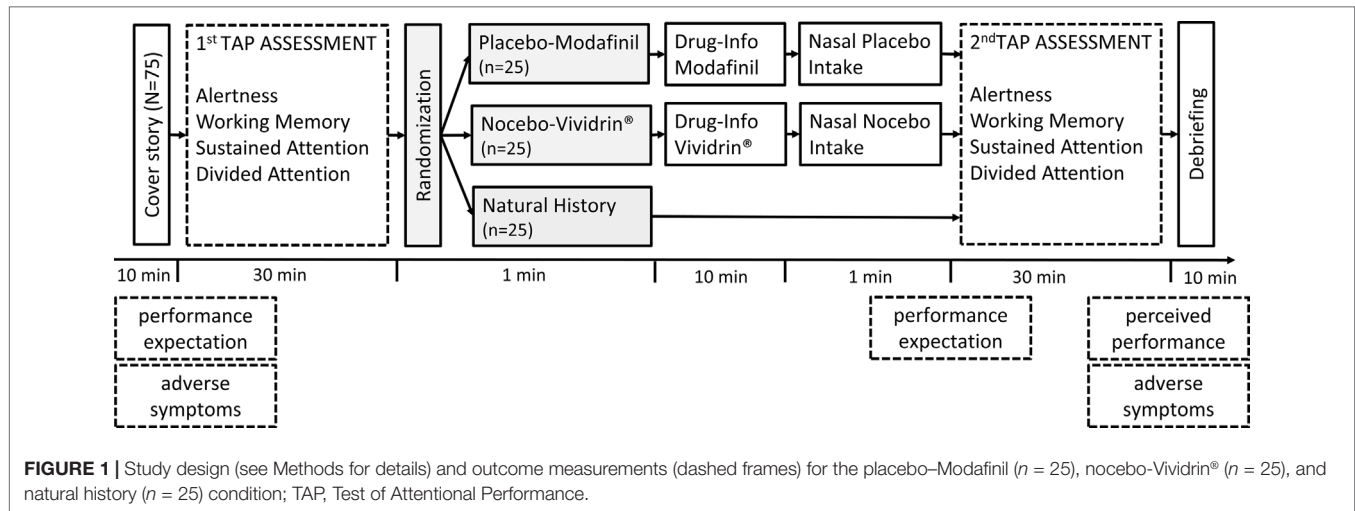 Cover story (N=75)
1st TAP ASSESSMENT
Alertness
Working Memory
Sustained Attention
Divided Attention
Randomization
Placebo-Modafinil
(n=25)
Drug-Info
Modafinil
Nasal Placebo
Intake
Nocebo-Vividrin®
(n=25)
Drug-Info
Vividrin®
Nasal Nocebo
Intake
Natural History
(n=25)
2ndTAP ASSESSMENT
Alertness
Working Memory
Sustained Attention
Divided Attention
Debriefing
10 min
30 min
1 min
10 min
1 min
30 min
10 min
performance
expectation
adverse
symptoms
performance
expectation
perceived
performance
adverse
symptoms
FIGURE 1 | Study design (see Methods for details) and outcome measurements (dashed frames) for the placebo–Modafinil (n = 25), nocebo-Vividrin® (n = 25), and
natural history (n = 25) condition; TAP, Test of Attentional Performance.